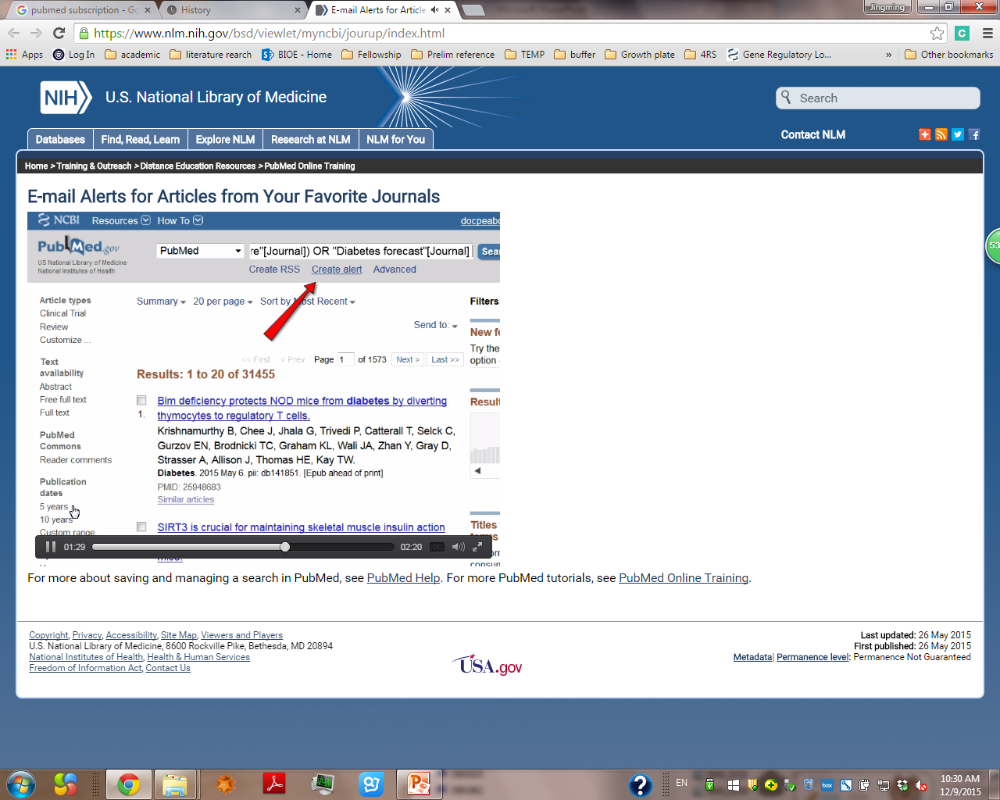 pubmed subscription - Go
History
E-mail Alerts for Article
Jingming
https://www.nlm.nih.gov/bsd/viewlet/myncbi/jourup/index.html
Apps
Log In
academic
literature rearch
BIOE - Home
Fellowship
Prelim reference
TEMP
buffer
Growth plate
4RS
Gene Regulatory Lo...
»
Other bookmarks
NIH
U.S. National Library of Medicine
Search
Databases
Find, Read, Learn
Explore NLM
Research at NLM
NLM for You
Contact NLM
Home > Training & Outreach > Distance Education Resources > PubMed Online Training
E-mail Alerts for Articles from Your Favorite Journals
NCBI Resources How To docpeabo
PubMed.gov
US National Library of Medicine
National Institutes of Health
PubMed
re"[Journal]) OR "Diabetes forecast"[Journal]
Sear
Create RSS Create alert Advanced
Article types
Clinical Trial
Review
Customize ...
Text
availability
Abstract
Free full text
Full text
PubMed
Commons
Reader comments
Publication
dates
5 years
10 years
Custom range
Summary 20 per page Sort by Most Recent
Send to:
<< First < Prev Page 1 of 1573 Next > Last >>
Results: 1 to 20 of 31455
1.
Bim deficiency protects NOD mice from diabetes by diverting
thymocytes to regulatory T cells.
Krishnamurthy B, Chee J, Jhala G, Trivedi P, Catterall T, Selck C,
Gurzov EN, Brodnicki TC, Graham KL, Wali JA, Zhan Y, Gray D,
Strasser A, Allison J, Thomas HE, Kay TW.
Diabetes. 2015 May 6. pii: db141851. [Epub ahead of print]
PMID: 25948683
Similar articles
SIRT3 is crucial for maintaining skeletal muscle insulin action
mice.
Filters:
New fe
Try the
option -
Result
Titles
terms
consum
01:29
02:20
CC
53
For more about saving and managing a search in PubMed, see PubMed Help. For more PubMed tutorials, see PubMed Online Training.
Copyright, Privacy, Accessibility, Site Map, Viewers and Players
U.S. National Library of Medicine, 8600 Rockville Pike, Bethesda, MD 20894
National Institutes of Health, Health & Human Services
Freedom of Information Act, Contact Us
USA.gov
Last updated: 26 May 2015
First published: 26 May 2015
Metadata| Permanence level: Permanence Not Guaranteed
EN
box
10:30 AM
12/9/2015